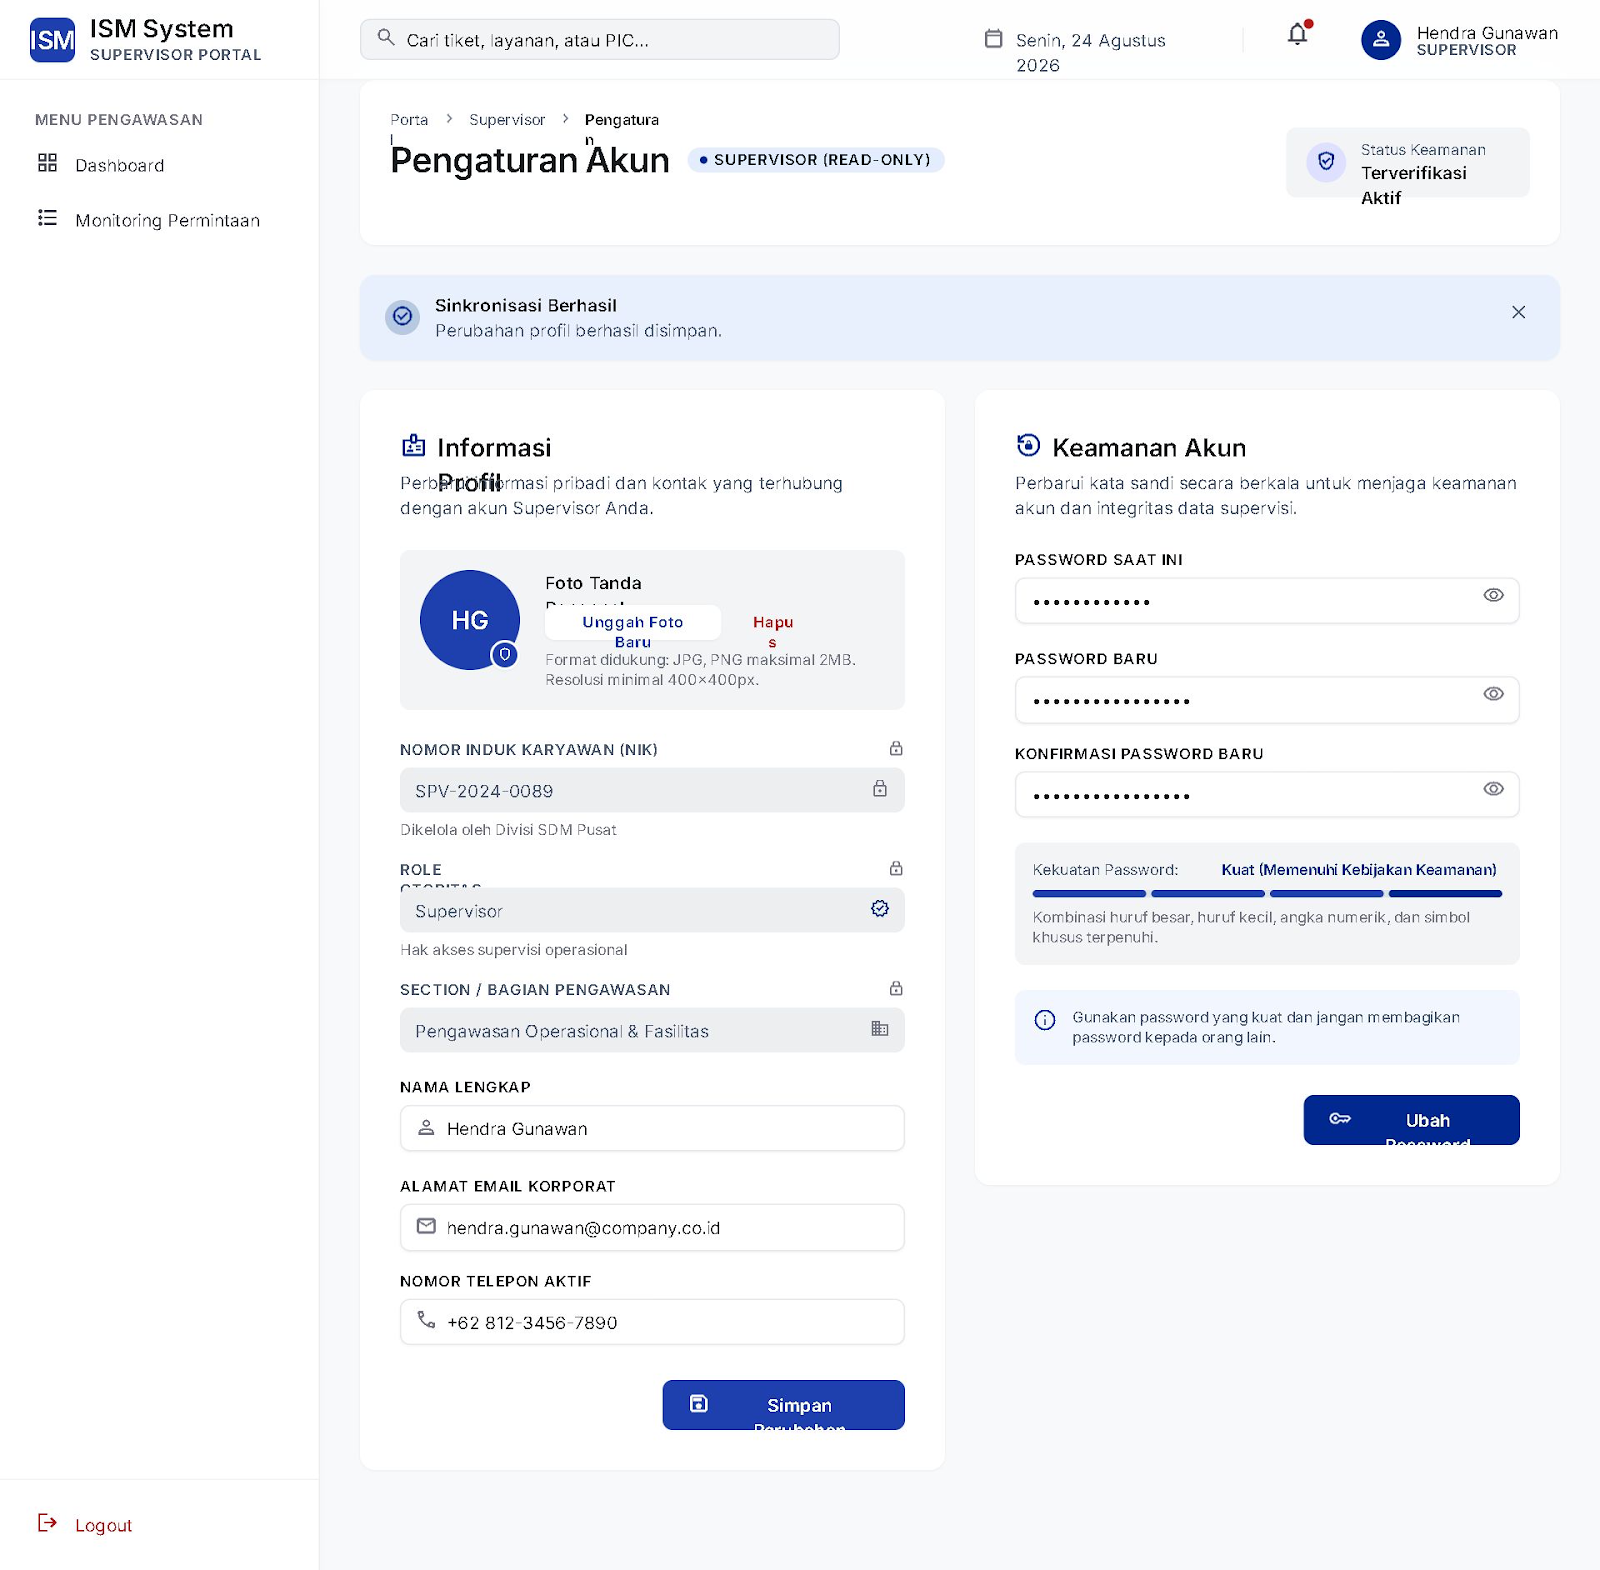 ISM
ISM System
SUPERVISOR PORTAL
Cari tiket, layanan, atau PIC...
Senin, 24 Agustus
2026
Hendra Gunawan
SUPERVISOR
MENU PENGAWASAN
Dashboard
Monitoring Permintaan
Logout
Porta
l
Supervisor
Pengatura
n
Pengaturan Akun
SUPERVISOR (READ-ONLY)
Status Keamanan
Terverifikasi
Aktif
Sinkronisasi Berhasil
Perubahan profil berhasil disimpan.
Informasi
Profil
Perbarui informasi pribadi dan kontak yang terhubung
dengan akun Supervisor Anda.
HG
Foto Tanda
Unggah Foto
Baru
Hapu
s
Format didukung: JPG, PNG maksimal 2MB.
Resolusi minimal 400×400px.
NOMOR INDUK KARYAWAN (NIK)
SPV-2024-0089
Dikelola oleh Divisi SDM Pusat
ROLE
OTORITAS
Supervisor
Hak akses supervisi operasional
SECTION / BAGIAN PENGAWASAN
Pengawasan Operasional & Fasilitas
NAMA LENGKAP
Hendra Gunawan
ALAMAT EMAIL KORPORAT
hendra.gunawan@company.co.id
NOMOR TELEPON AKTIF
+62 812-3456-7890
Simpan
Perubahan
Keamanan Akun
Perbarui kata sandi secara berkala untuk menjaga keamanan
akun dan integritas data supervisi.
PASSWORD SAAT INI
••••••••••••
PASSWORD BARU
••••••••••••••••
KONFIRMASI PASSWORD BARU
••••••••••••••••
Kekuatan Password:
Kuat (Memenuhi Kebijakan Keamanan)
Kombinasi huruf besar, huruf kecil, angka numerik, dan simbol
khusus terpenuhi.
Gunakan password yang kuat dan jangan membagikan
password kepada orang lain.
Ubah
Password